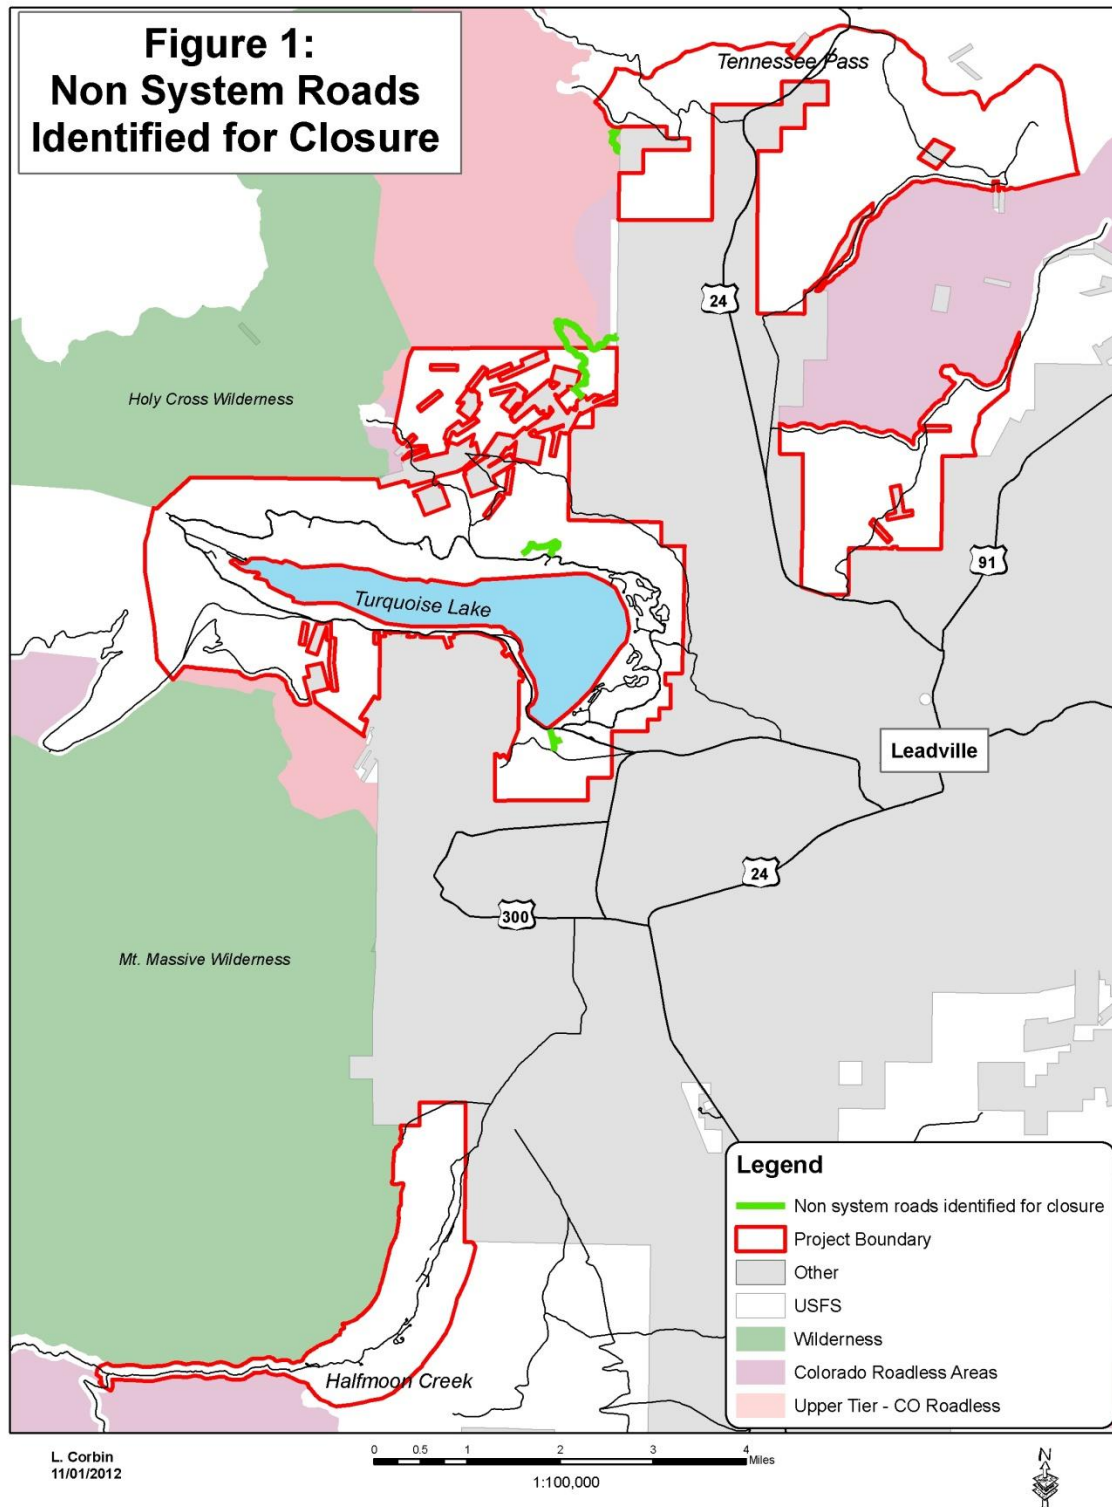 Figure 1:
Non System Roads
Identified for Closure
Tennessee Pass
24
Holy Cross Wilderness
91
Turquoise Lake
Leadville
24
300
Mt. Massive Wilderness
Legend
Non system roads identified for closure
Project Boundary
Other
USFS
Wilderness
Colorado Roadless Areas
Upper Tier - CO Roadless
Halfmoon Creek
L. Corbin
11/01/2012
0 0.5 1 2 3 4
Miles
1:100,000
N